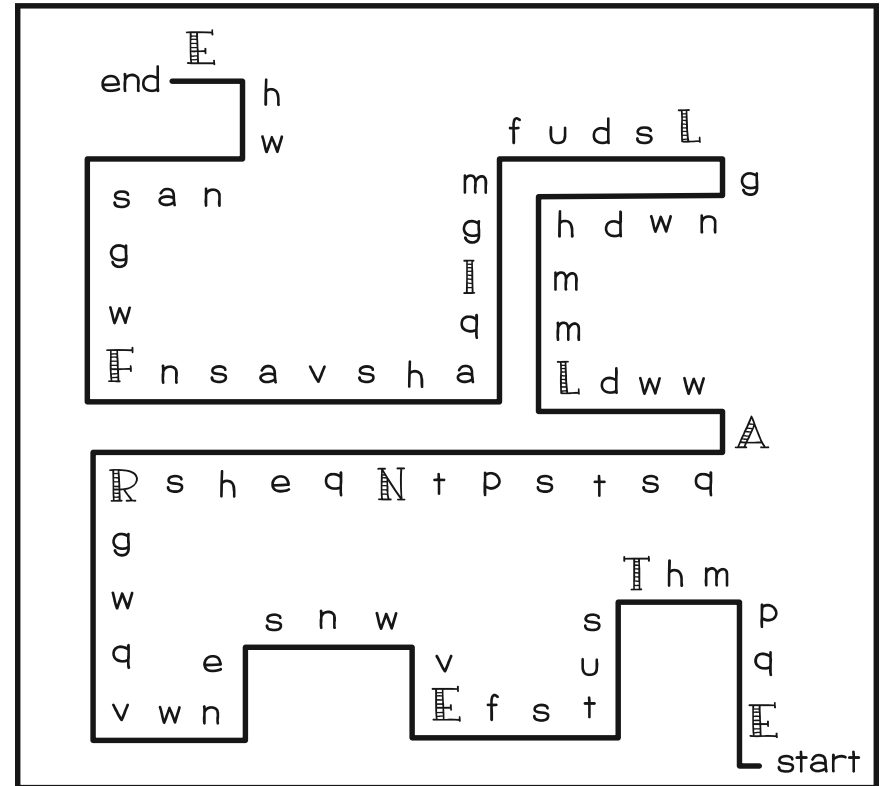 E
end
h
f u d s L
w
m
g
s a n
g
h d w n
g
I
m
w
q
m
F n s a v s h a
L d w w
A
R s h e q N t p s t s q
g
T h m
w
s n w
s
p
q
e
v
u
q
v w n
E f s t
E
start